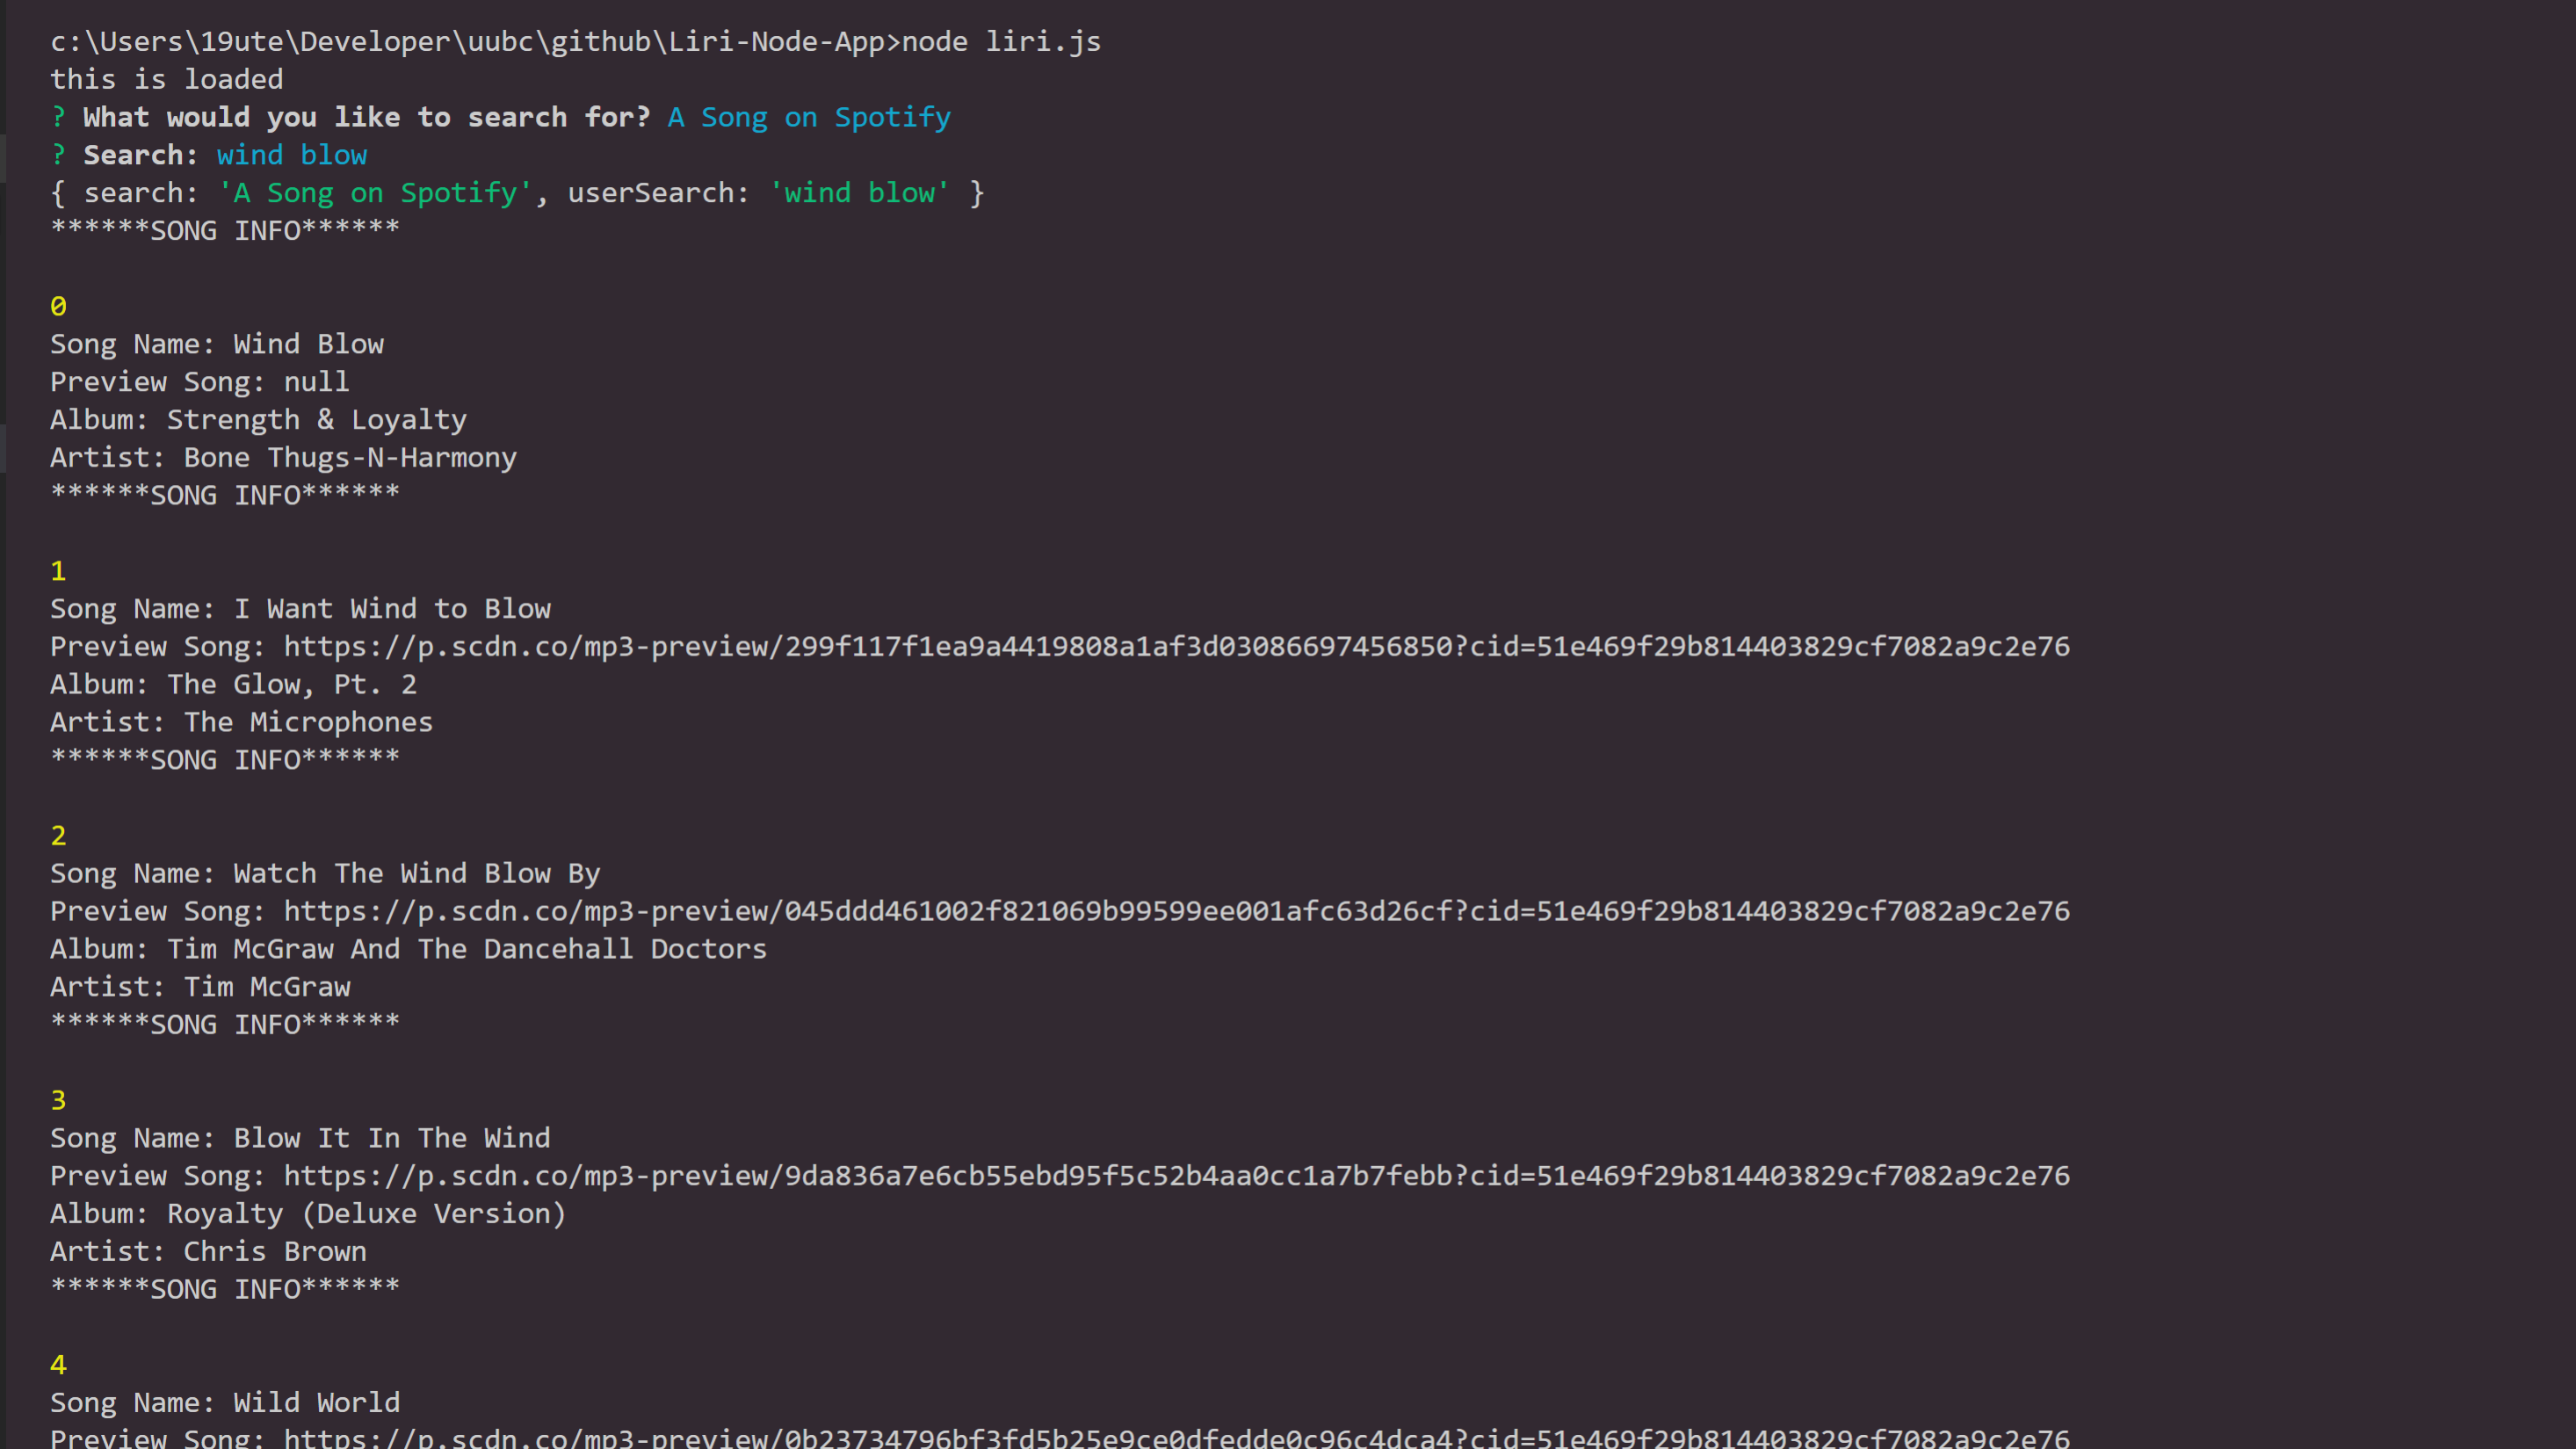 c:\Users\19ute\Developer\uubc\github\Liri-Node-App>node liri.js
this is loaded
? What would you like to search for? A Song on Spotify
? Search: wind blow
{ search: 'A Song on Spotify', userSearch: 'wind blow' }
******SONG INFO******
0
Song Name: Wind Blow
Preview Song: null
Album: Strength & Loyalty
Artist: Bone Thugs-N-Harmony
******SONG INFO******
1
Song Name: I Want Wind to Blow
Preview Song: https://p.scdn.co/mp3-preview/299f117f1ea9a4419808a1af3d03086697456850?cid=51e469f29b814403829cf7082a9c2e76
Album: The Glow, Pt. 2
Artist: The Microphones
******SONG INFO******
2
Song Name: Watch The Wind Blow By
Preview Song: https://p.scdn.co/mp3-preview/045ddd461002f821069b99599ee001afc63d26cf?cid=51e469f29b814403829cf7082a9c2e76
Album: Tim McGraw And The Dancehall Doctors
Artist: Tim McGraw
******SONG INFO******
3
Song Name: Blow It In The Wind
Preview Song: https://p.scdn.co/mp3-preview/9da836a7e6cb55ebd95f5c52b4aa0cc1a7b7febb?cid=51e469f29b814403829cf7082a9c2e76
Album: Royalty (Deluxe Version)
Artist: Chris Brown
******SONG INFO******
4
Song Name: Wild World
Preview Song: https://p.scdn.co/mp3-preview/0b23734796bf3fd5b25e9ce0dfedde0c96c4dca4?cid=51e469f29b814403829cf7082a9c2e76